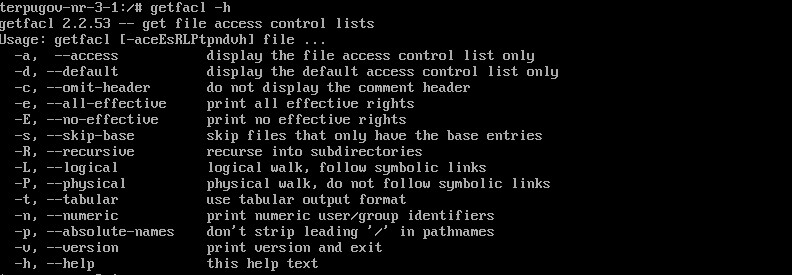 terpugov-nr-3-1:/# getfacl -h
getfacl 2.2.53 -- get file access control lists
Usage: getfacl [-aceEsRLPtpndvh] file ...
  -a, --access            display the file access control list only
  -d, --default           display the default access control list only
  -c, --omit-header       do not display the comment header
  -e, --all-effective     print all effective rights
  -E, --no-effective      print no effective rights
  -s, --skip-base         skip files that only have the base entries
  -R, --recursive         recurse into subdirectories
  -L, --logical           logical walk, follow symbolic links
  -P, --physical          physical walk, do not follow symbolic links
  -t, --tabular           use tabular output format
  -n, --numeric           print numeric user/group identifiers
  -p, --absolute-names    don't strip leading '/' in pathnames
  -v, --version           print version and exit
  -h, --help              this help text